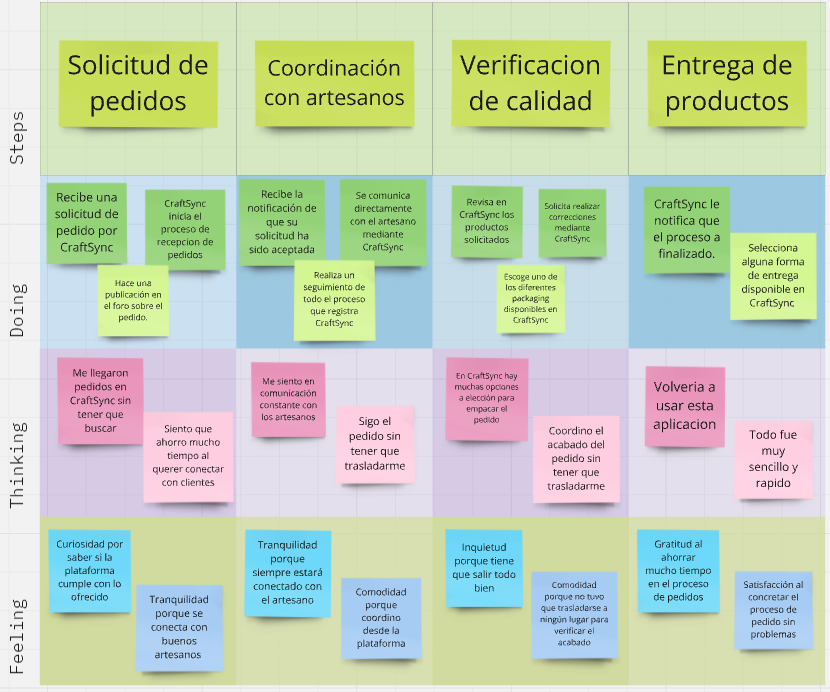 Steps
Solicitud de
pedidos
Coordinación
con artesanos
Verificacion
de calidad
Entrega de
productos
Doing
Recibe una
solicitud de
pedido por
CraftSync
CraftSync
inicia el
proceso de
recepcion de
pedidos
Hace una
publicación en
el foro sobre el
pedido.
Recibe la
notificación de
que su
solicitud ha
sido aceptada
Se comunica
directamente
con el artesano
mediante
CraftSync
Realiza un
seguimiento de
todo el proceso
que registra
CraftSync
Revisa en
CraftSync los
productos
solicitados
Solicita realizar
correcciones
mediante
CraftSync
Escoge uno de
los diferentes
packaging
disponibles en
CraftSync
CraftSync le
notifica que
el proceso a
finalizado.
Selecciona
alguna forma
de entrega
disponible en
CraftSync
Thinking
Me llegaron
pedidos en
CraftSync sin
tener que
buscar
Siento que
ahorro mucho
tiempo al
querer conectar
con clientes
Me siento en
comunicación
constante con
los artesanos
Sigo el
pedido sin
tener que
trasladarme
En CraftSync hay
muchas opciones
a elección para
empacar el
pedido
Coordino el
acabado del
pedido sin
tener que
trasladarme
Volveria a
usar esta
aplicacion
Todo fue
muy
sencillo y
rapido
Feeling
Curiosidad por
saber si la
plataforma
cumple con lo
ofrecido
Tranquilidad
porque se
conecta con
buenos
artesanos
Tranquilidad
porque
siempre estará
conectado con
el artesano
Comodidad
porque
coordino
desde la
plataforma
Inquietud
porque tiene
que salir todo
bien
Comodidad
porque no tuvo
que trasladarse a
ningún lugar para
verificar el
acabado
Gratitud al
ahorrar
mucho tiempo
en el proceso
de pedidos
Satisfacción al
concretar el
proceso de
pedido sin
problemas